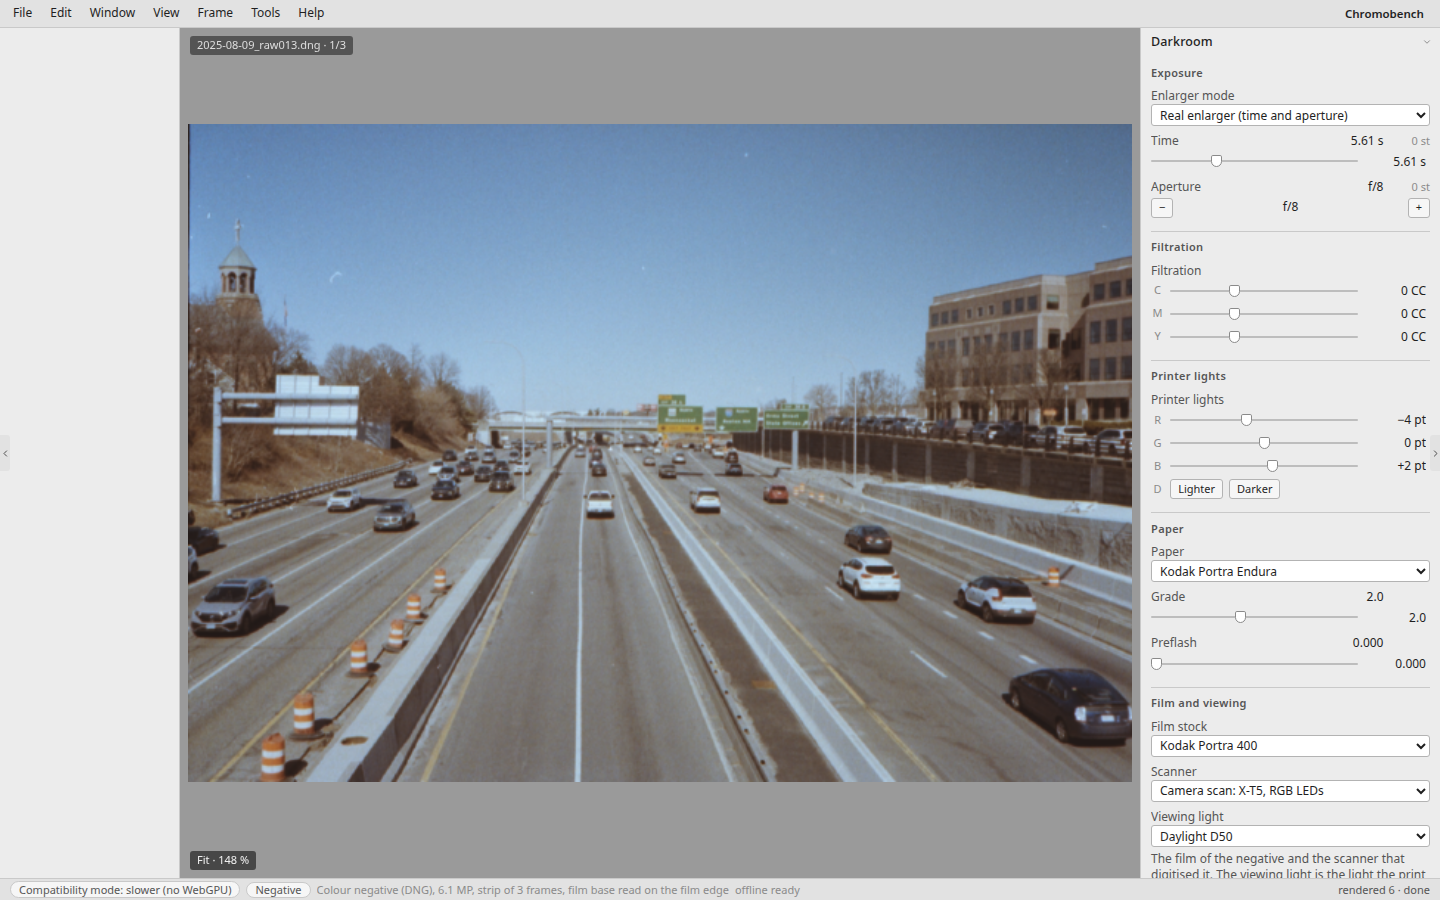 File Edit Window View Frame Tools Help
Chromobench
2025-08-09_raw013.dng · 1/3
Fit · 148 %
Darkroom
Exposure
Enlarger mode
Real enlarger (time and aperture)
Time 5.61 s 0 st
5.61 s
Aperture f/8 0 st
− f/8 +
Filtration
Filtration
C 0 CC
M 0 CC
Y 0 CC
Printer lights
Printer lights
R −4 pt
G 0 pt
B +2 pt
D Lighter Darker
Paper
Paper
Kodak Portra Endura
Grade 2.0
2.0
Preflash 0.000
0.000
Film and viewing
Film stock
Kodak Portra 400
Scanner
Camera scan: X-T5, RGB LEDs
Viewing light
Daylight D50
The film of the negative and the scanner that
digitised it. The viewing light is the light the print
Compatibility mode: slower (no WebGPU) Negative Colour negative (DNG), 6.1 MP, strip of 3 frames, film base read on the film edge offline ready
rendered 6 · done